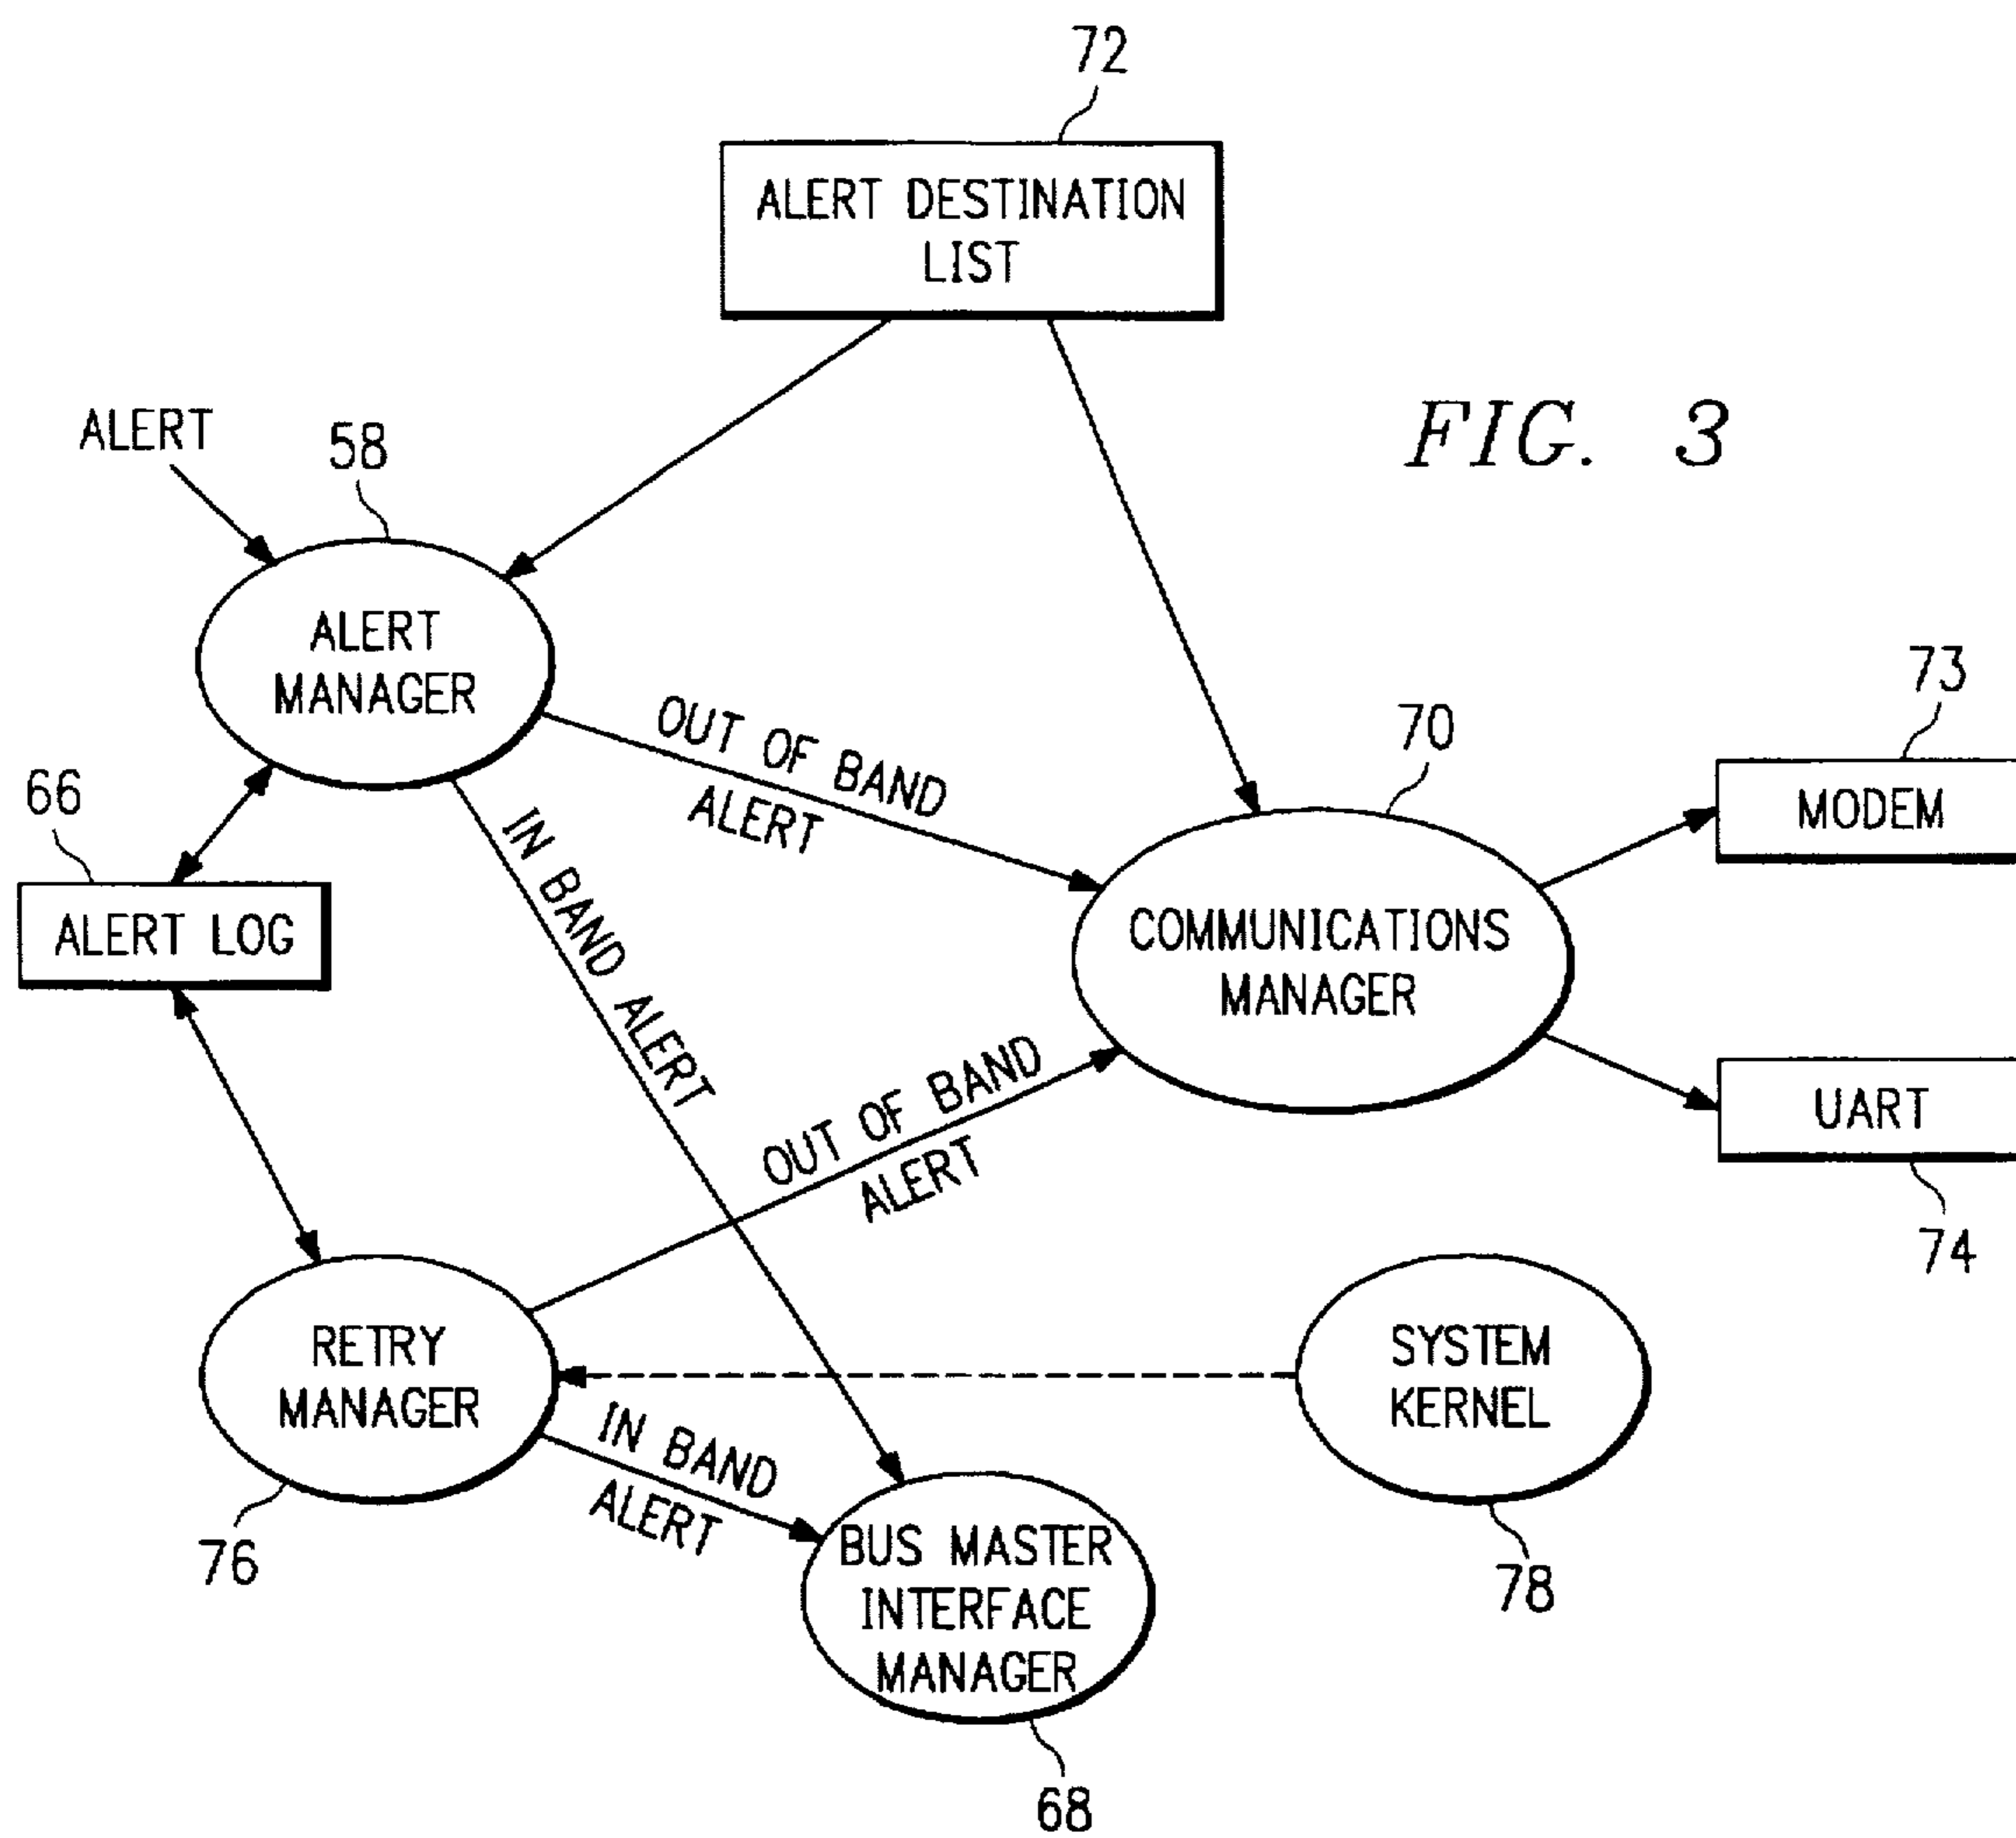 72
ALERT DESTINATION
LIST
FIG. 3
ALERT
58
ALERT
MANAGER
OUT OF BAND
ALERT
70
73
MODEM
66
ALERT LOG
IN BAND ALERT
COMMUNICATIONS
MANAGER
OUT OF BAND
ALERT
UART
74
RETRY
MANAGER
SYSTEM
KERNEL
IN BAND
ALERT
76
BUS MASTER
INTERFACE
MANAGER
78
68